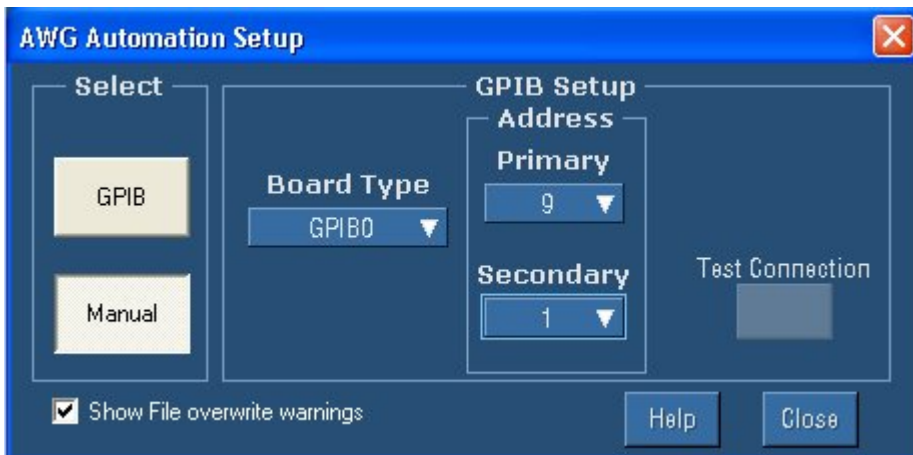 AWG Automation Setup
Select
GPIB
Manual
GPIB Setup
Board Type
GPIB0
Address
Primary
9
Secondary
1
Test Connection
Show File overwrite warnings
Help
Close